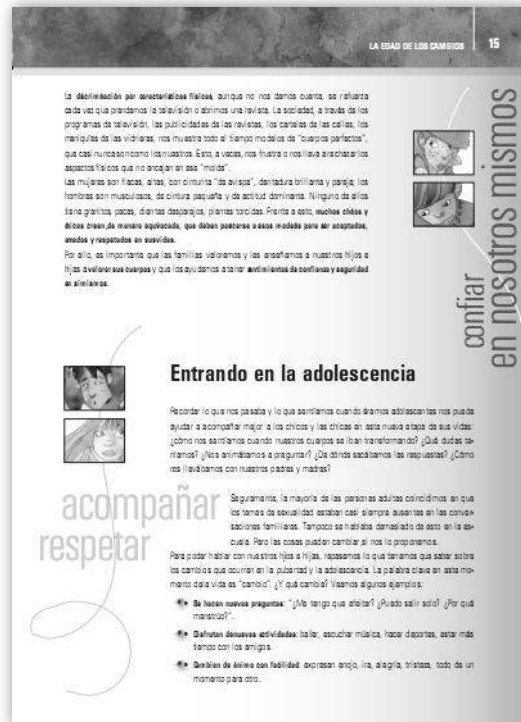 LA EDAD DE LOS CAMBIOS 15
La discriminación por características físicas, aunque no nos damos cuenta, se refuerza
cada vez que prendemos la televisión o abrimos una revista. La sociedad, a través de los
programas de televisión, las publicidades de las revistas, los carteles de las calles, los
maniquíes de las vidrieras, nos muestra todo el tiempo modelos de "cuerpos perfectos",
que casi nunca son como los nuestros. Esto, a veces, nos frustra o nos lleva a rechazar los
aspectos físicos que no encajan en ese "molde".
Las mujeres son flacas, altas, con cinturita "de avispa", dentadura brillante y pareja; los
hombres son musculosos, de cintura pequeña y de actitud dominante. Ninguno de ellos
tiene granitos, pecas, dientes desparejos, piernas torcidas. Frente a esto, muchos chicos y
chicas creen, de manera equivocada, que deben parecerse a esos modelos para ser aceptados,
amados y respetados en sus vidas.
Por ello, es importante que las familias valoremos y les enseñemos a nuestros hijos e
hijas a valorar sus cuerpos y que los ayudemos a tener sentimientos de confianza y seguridad
en sí mismos.
confiar
en nosotros mismos
Entrando en la adolescencia
Recordar lo que nos pasaba y lo que sentíamos cuando éramos adolescentes nos puede
ayudar a acompañar mejor a los chicos y las chicas en esta nueva etapa de sus vidas:
¿cómo nos sentíamos cuando nuestros cuerpos se iban transformando? ¿Qué dudas te-
níamos? ¿Nos animábamos a preguntar? ¿De dónde sacábamos las respuestas? ¿Cómo
nos llevábamos con nuestros padres y madres?
acompañar
respetar
Seguramente, la mayoría de las personas adultas coincidimos en que
los temas de sexualidad estaban casi siempre ausentes en las conver-
saciones familiares. Tampoco se hablaba demasiado de esto en la es-
cuela. Pero las cosas pueden cambiar si nos lo proponemos.
Para poder hablar con nuestros hijos e hijas, repasemos lo que tenemos que saber sobre
los cambios que ocurren en la pubertad y la adolescencia. La palabra clave en este mo-
mento de la vida es "cambio". ¿Y qué cambia? Veamos algunos ejemplos:
Se hacen nuevas preguntas: "¿Me tengo que afeitar? ¿Puedo salir solo? ¿Por qué
menstrúo?".
Disfrutan de nuevas actividades: bailar, escuchar música, hacer deportes, estar más
tiempo con los amigos.
Cambian de ánimo con facilidad: expresan enojo, ira, alegría, tristeza, todo de un
momento para otro.